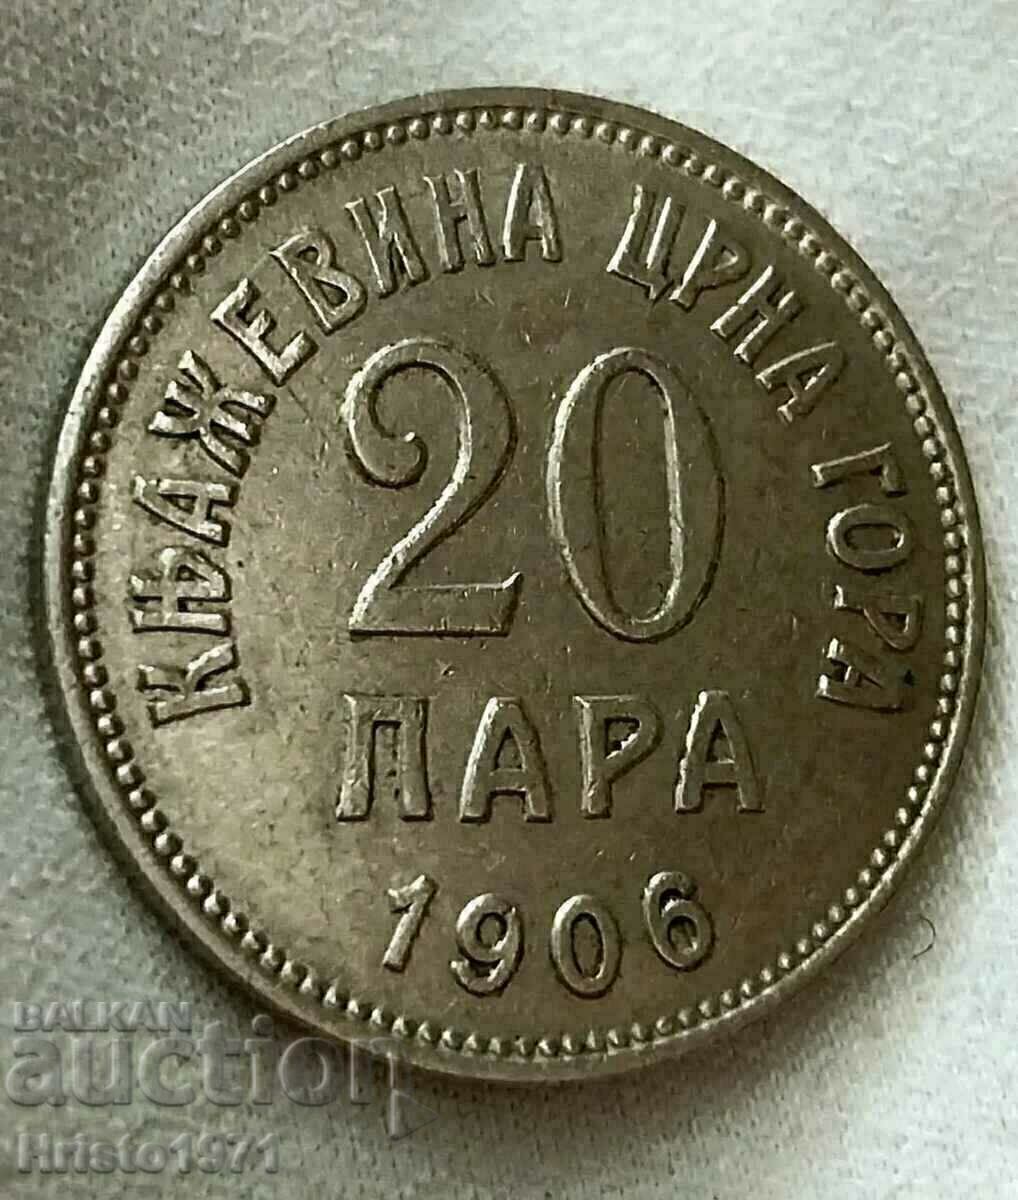 КЊАЖЕВИНА ЦРНА ГОРА
20
ПАРА
1906
BALKAN
auction
Hristo1971